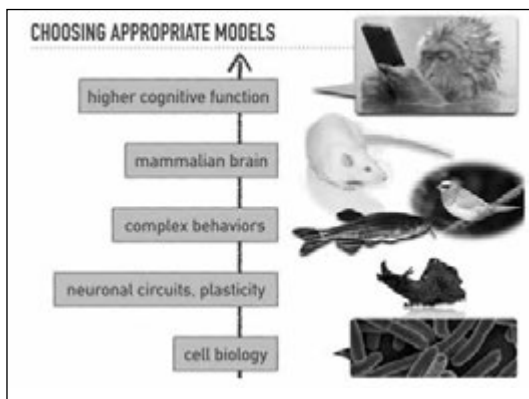 CHOOSING APPROPRIATE MODELS
higher cognitive function
mammalian brain
complex behaviors
neuronal circuits, plasticity
cell biology